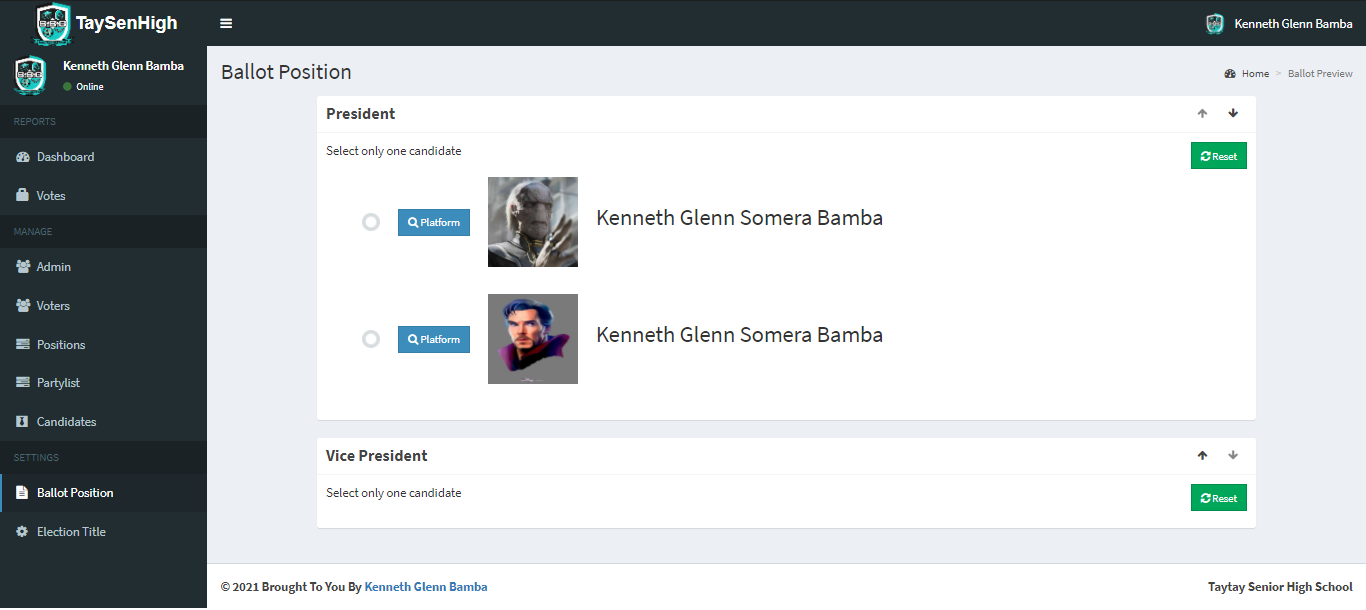 TaySenHigh
Kenneth Glenn Bamba
Kenneth Glenn Bamba
Online
REPORTS
Dashboard
Votes
MANAGE
Admin
Voters
Positions
Partylist
Candidates
SETTINGS
Ballot Position
Election Title
Ballot Position
Home > Ballot Preview
President
Select only one candidate
Reset
Platform
Kenneth Glenn Somera Bamba
Platform
Kenneth Glenn Somera Bamba
Vice President
Select only one candidate
Reset
© 2021 Brought To You By Kenneth Glenn Bamba
Taytay Senior High School